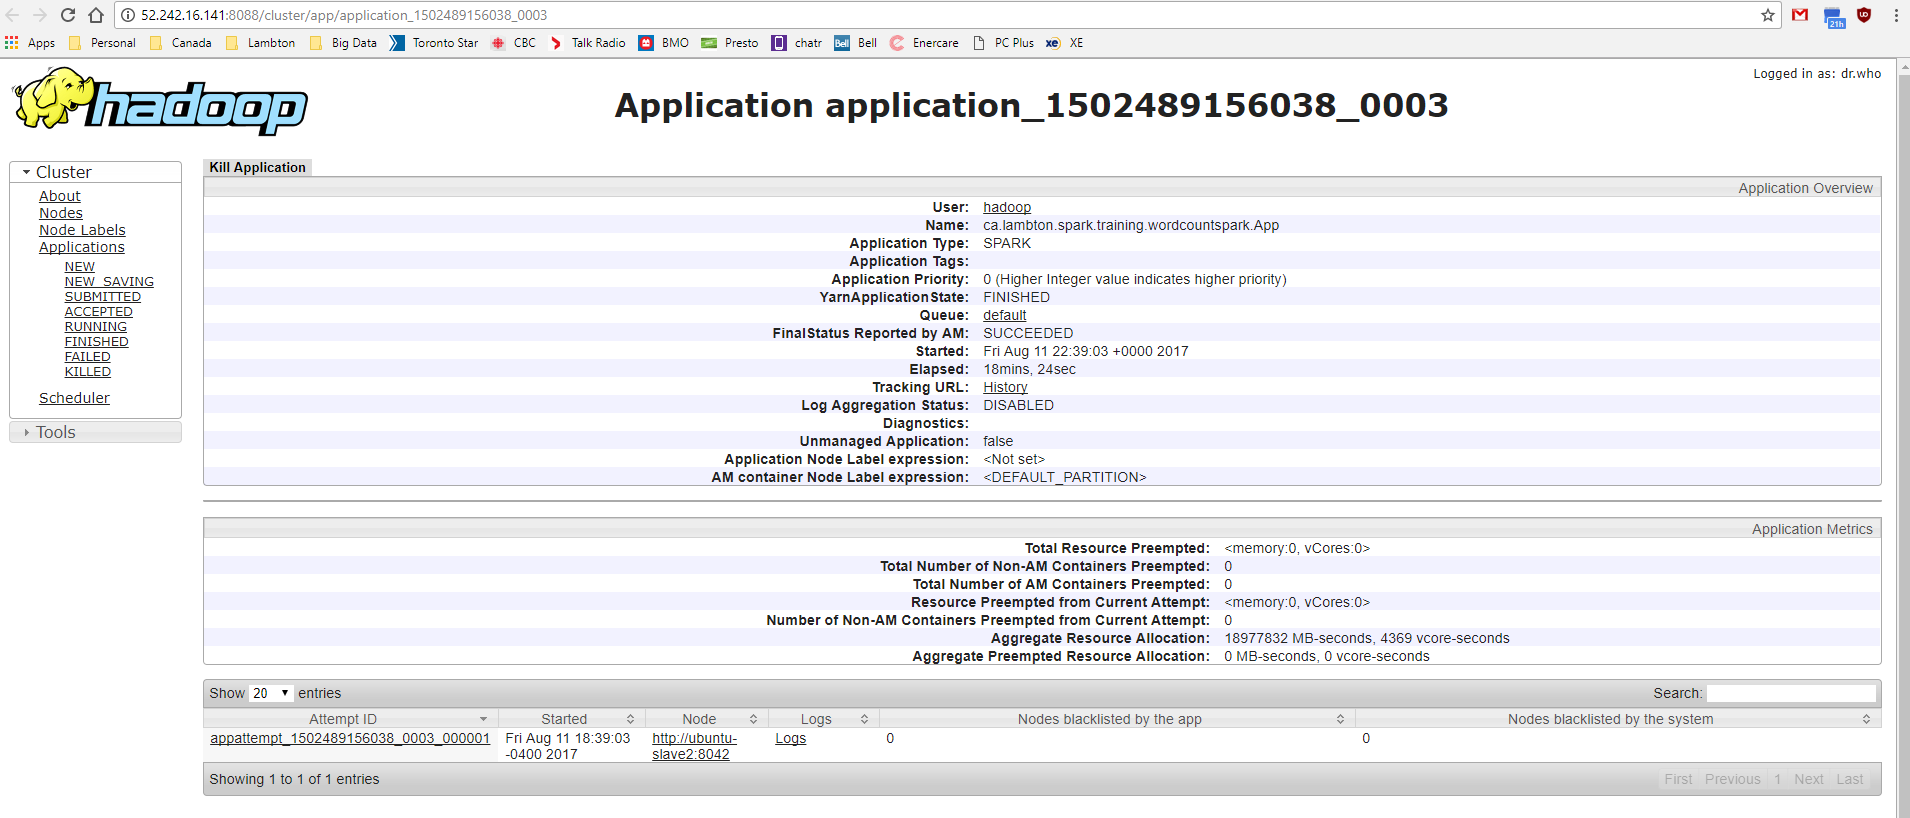 52.242.16.141:8088/cluster/app/application_1502489156038_0003
21h
Apps Personal Canada Lambton Big Data Toronto Star CBC Talk Radio BMO Presto chatr Bell Bell Enercare PC Plus xe XE
Logged in as: dr.who
hadoop
Application application_1502489156038_0003
Cluster
About
Nodes
Node Labels
Applications
NEW
NEW_SAVING
SUBMITTED
ACCEPTED
RUNNING
FINISHED
FAILED
KILLED
Scheduler
Tools
Kill Application
Application Overview
User: hadoop
Name: ca.lambton.spark.training.wordcountspark.App
Application Type: SPARK
Application Tags:
Application Priority: 0 (Higher Integer value indicates higher priority)
YarnApplicationState: FINISHED
Queue: default
FinalStatus Reported by AM: SUCCEEDED
Started: Fri Aug 11 22:39:03 +0000 2017
Elapsed: 18mins, 24sec
Tracking URL: History
Log Aggregation Status: DISABLED
Diagnostics:
Unmanaged Application: false
Application Node Label expression: <Not set>
AM container Node Label expression: <DEFAULT_PARTITION>
Application Metrics
Total Resource Preempted: <memory:0, vCores:0>
Total Number of Non-AM Containers Preempted: 0
Total Number of AM Containers Preempted: 0
Resource Preempted from Current Attempt: <memory:0, vCores:0>
Number of Non-AM Containers Preempted from Current Attempt: 0
Aggregate Resource Allocation: 18977832 MB-seconds, 4369 vcore-seconds
Aggregate Preempted Resource Allocation: 0 MB-seconds, 0 vcore-seconds
Show 20 entries Search:
Attempt ID Started Node Logs Nodes blacklisted by the app Nodes blacklisted by the system
appattempt_1502489156038_0003_000001 Fri Aug 11 18:39:03 http://ubuntu- Logs 0 0
-0400 2017 slave2:8042
Showing 1 to 1 of 1 entries First Previous 1 Next Last